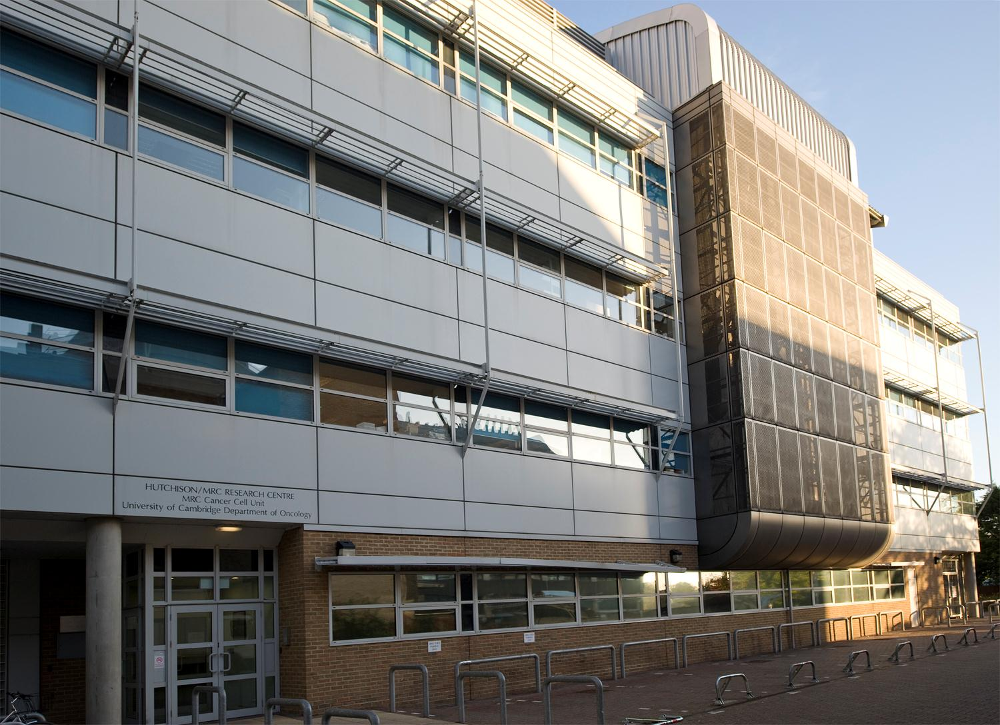 HUTCHISON/MRC RESEARCH CENTRE
MRC Cancer Cell Unit
University of Cambridge Department of Oncology